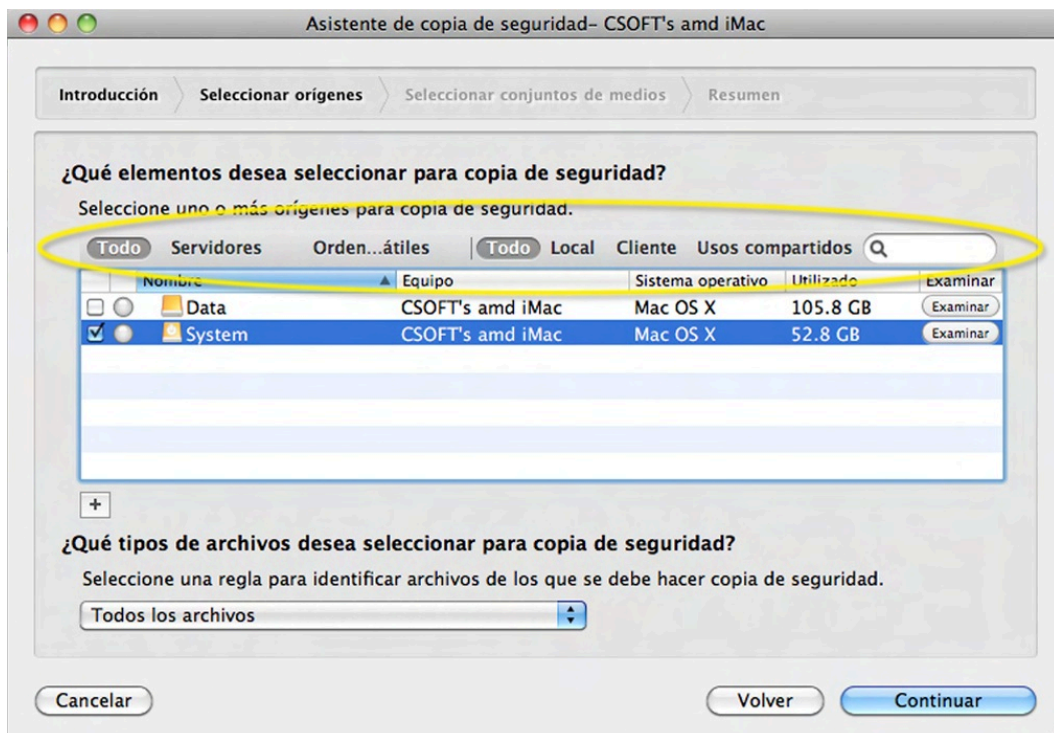 Asistente de copia de seguridad– CSOFT's amd iMac
Introducción Seleccionar orígenes Seleccionar conjuntos de medios Resumen
¿Qué elementos desea seleccionar para copia de seguridad?
Seleccione uno o más orígenes para copia de seguridad.
Todo Servidores Orden...átiles Todo Local Cliente Usos compartidos
Nombre Equipo Sistema operativo Utilizado Examinar
Data CSOFT's amd iMac Mac OS X 105.8 GB Examinar
System CSOFT's amd iMac Mac OS X 52.8 GB Examinar
+
¿Qué tipos de archivos desea seleccionar para copia de seguridad?
Seleccione una regla para identificar archivos de los que se debe hacer copia de seguridad.
Todos los archivos
Cancelar Volver Continuar